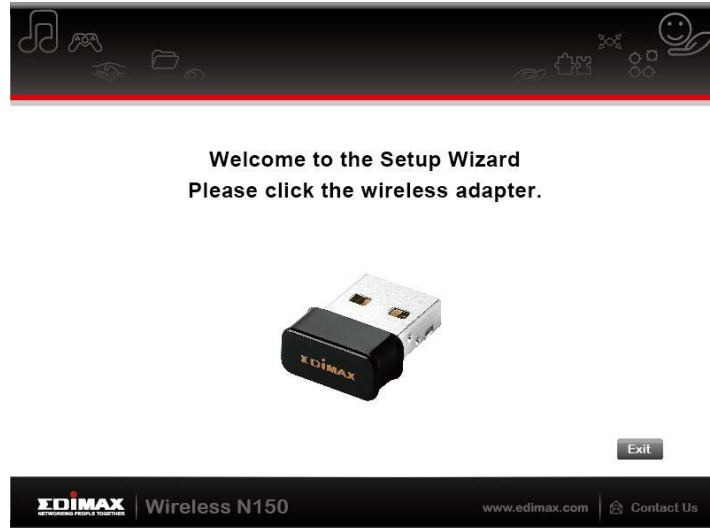 Welcome to the Setup Wizard
Please click the wireless adapter.
EDIMAX
Exit
EDIMAX
NETWORKING PEOPLE TOGETHER
Wireless N150
www.edimax.com
Contact Us